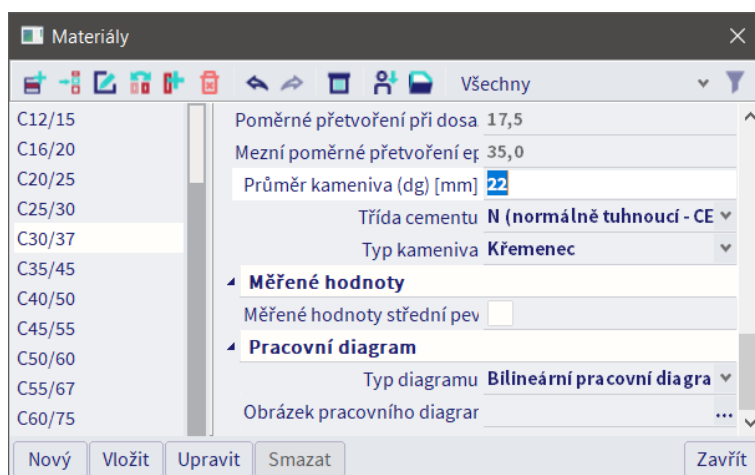 Materiály
Všechny
C12/15
C16/20
C20/25
C25/30
C30/37
C35/45
C40/50
C45/55
C50/60
C55/67
C60/75
Poměrné přetvoření při dosa 17,5
Mezní poměrné přetvoření ep 35,0
Průměr kameniva (dg) [mm] 22
Třída cementu N (normálně tuhnoucí - CE
Typ kameniva Křemenec
Měřené hodnoty
Měřené hodnoty střední pev
Pracovní diagram
Typ diagramu Bilineární pracovní diagra
Obrázek pracovního diagrar ...
Nový Vložit Upravit Smazat Zavřít